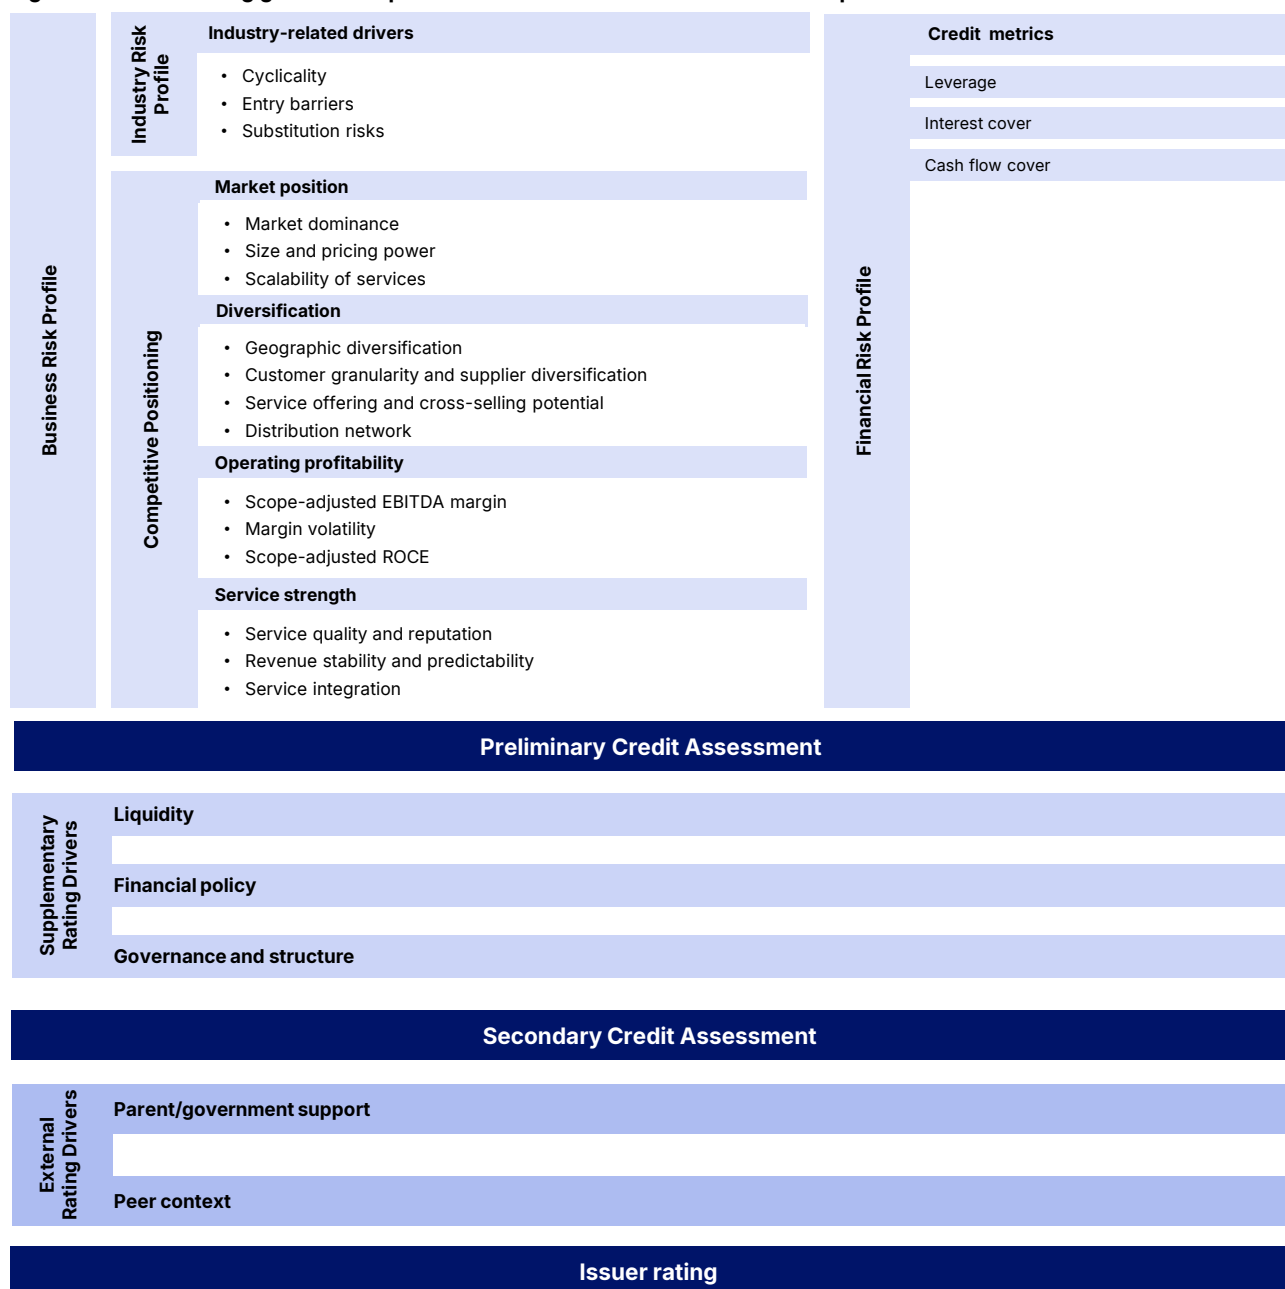 Business Risk Profile
Industry Risk
Profile
Industry-related drivers
• Cyclicality
• Entry barriers
• Substitution risks
Competitive Positioning
Market position
• Market dominance
• Size and pricing power
• Scalability of services
Diversification
• Geographic diversification
• Customer granularity and supplier diversification
• Service offering and cross-selling potential
• Distribution network
Operating profitability
• Scope-adjusted EBITDA margin
• Margin volatility
• Scope-adjusted ROCE
Service strength
• Service quality and reputation
• Revenue stability and predictability
• Service integration
Financial Risk Profile
Credit metrics
Leverage
Interest cover
Cash flow cover
Preliminary Credit Assessment
Supplementary
Rating Drivers
Liquidity
Financial policy
Governance and structure
Secondary Credit Assessment
External
Rating Drivers
Parent/government support
Peer context
Issuer rating